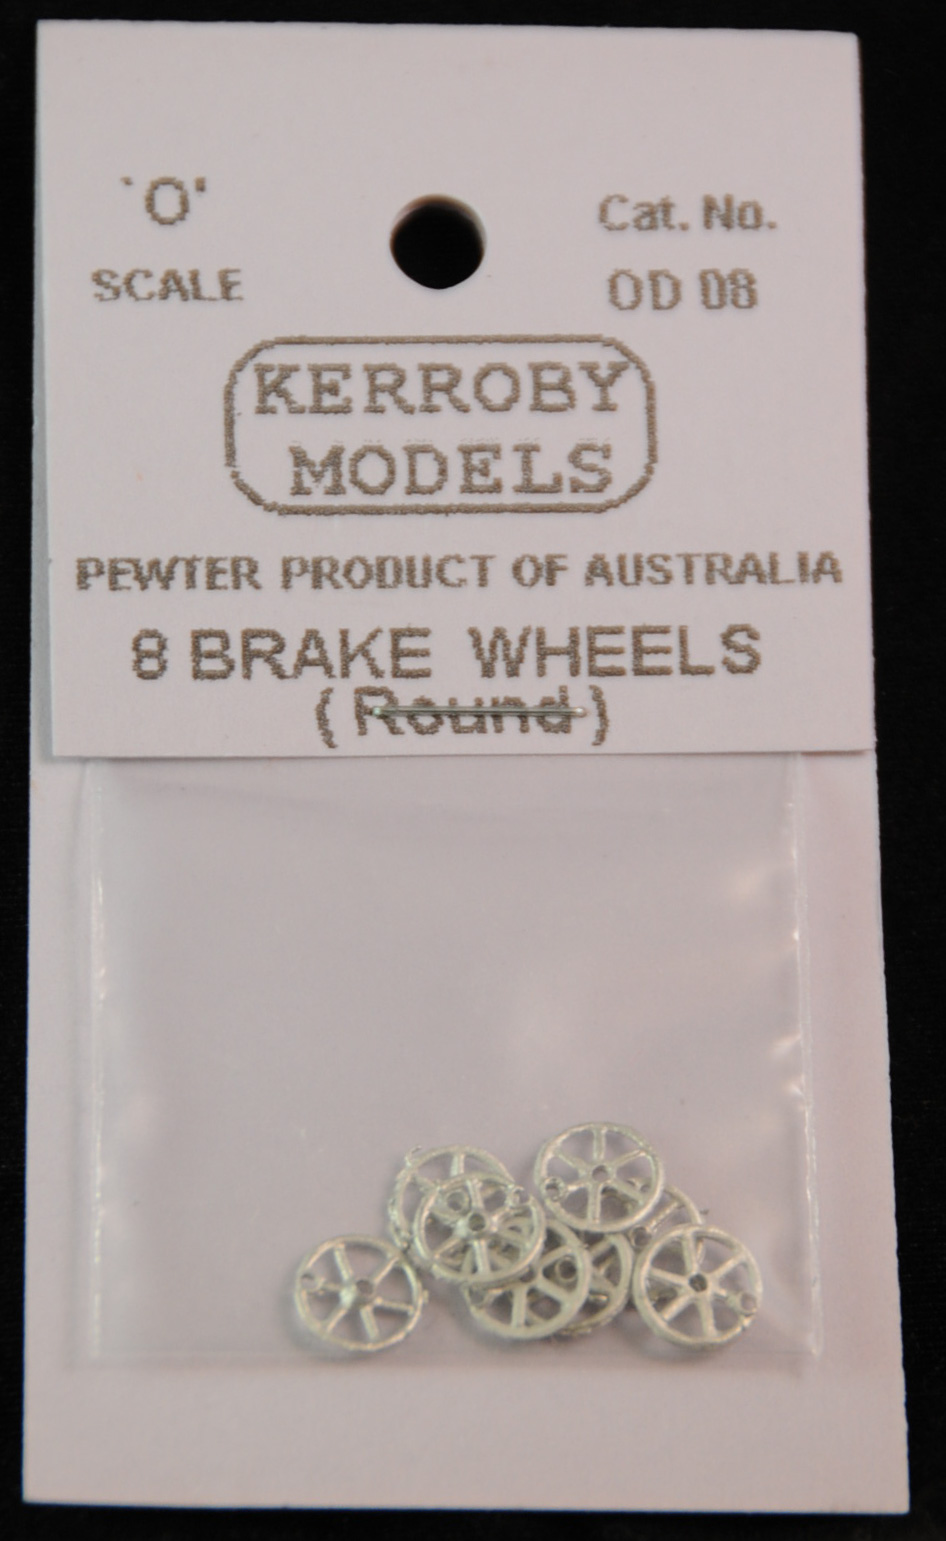 `O'
SCALE
Cat. No.
OD 08
KERROBY
MODELS
PEWTER PRODUCT OF AUSTRALIA
8 BRAKE WHEELS
(Round)